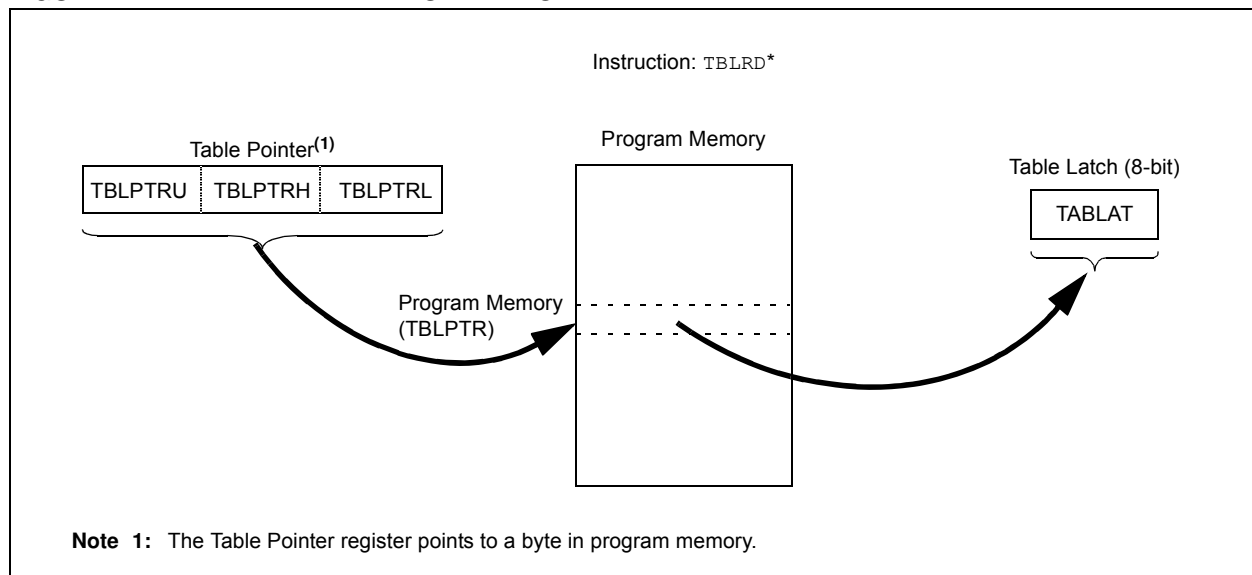 Instruction: TBLRD*
Table Pointer(1)
TBLPTRU TBLPTRH TBLPTRL
Program Memory
Table Latch (8-bit)
TABLAT
Program Memory
(TBLPTR)
Note 1: The Table Pointer register points to a byte in program memory.